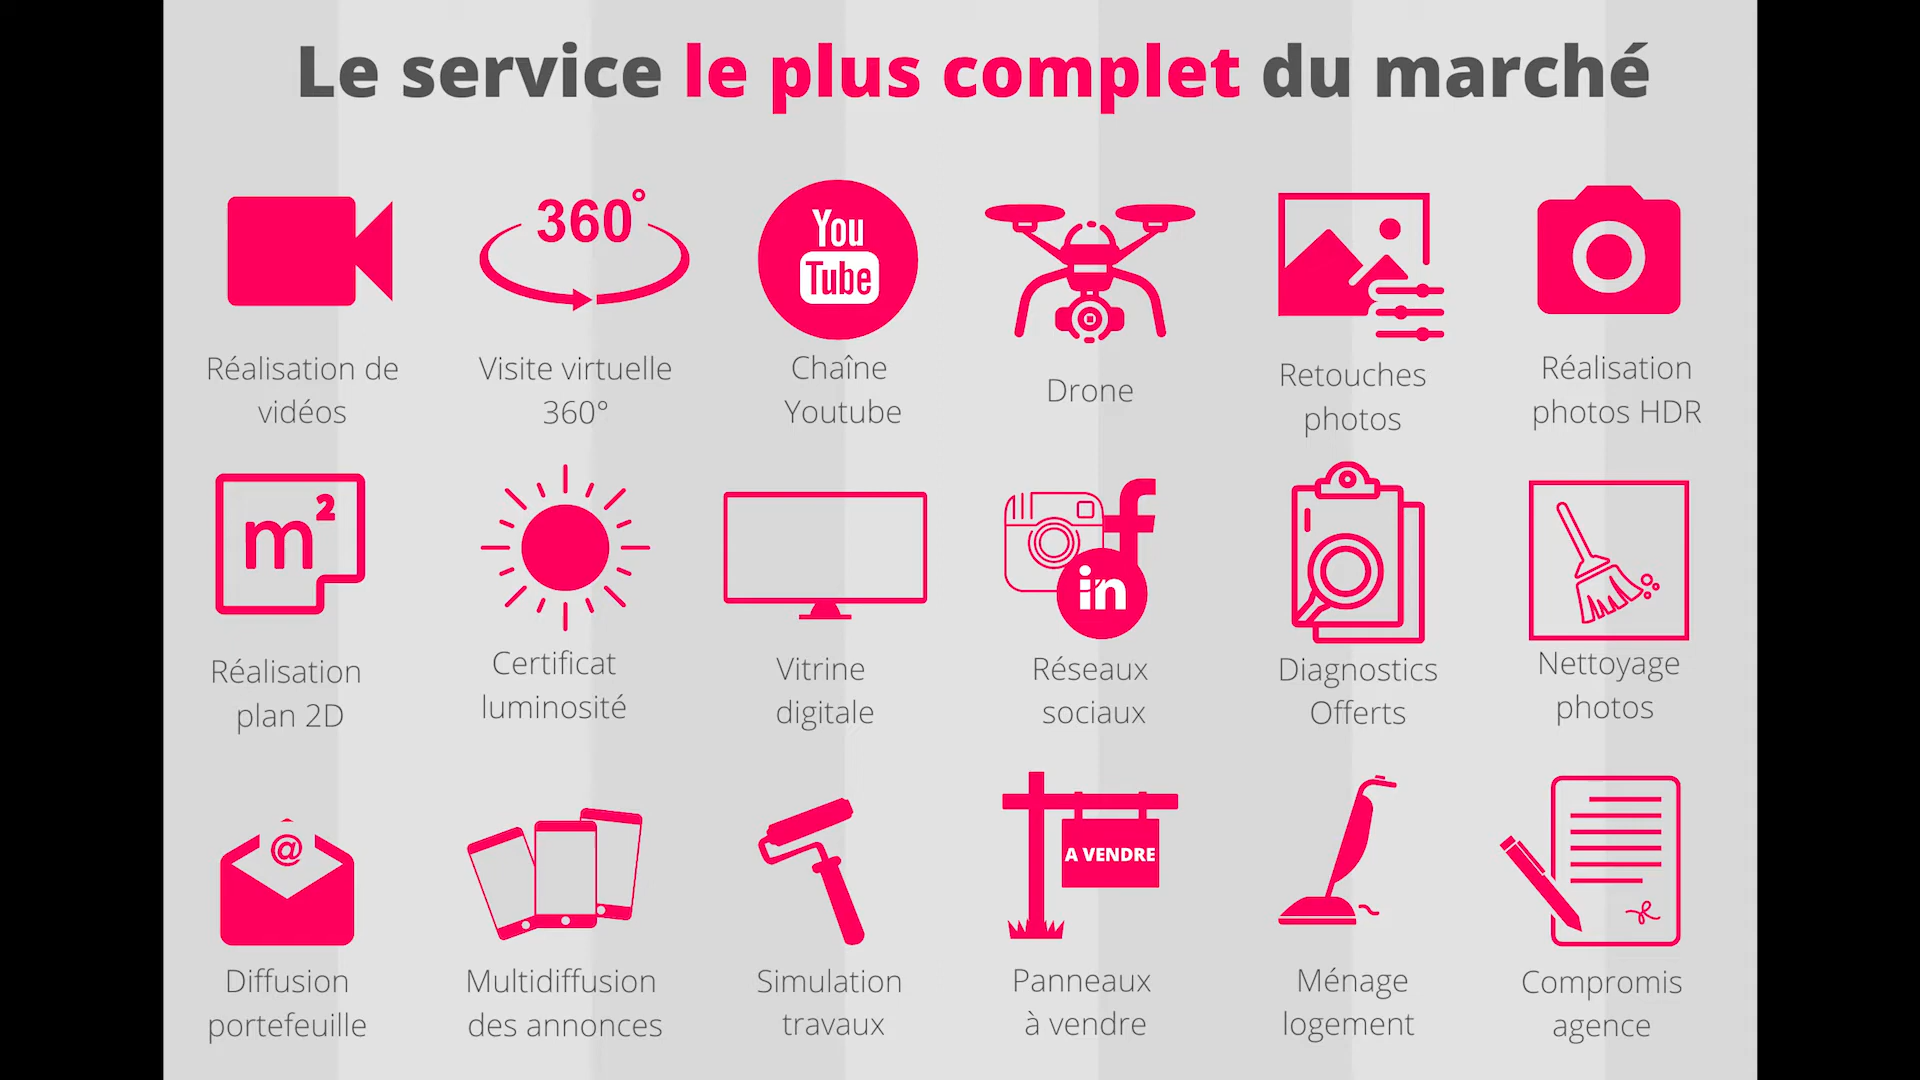 Le service le plus complet du marché
360°
You
Tube
Réalisation de
vidéos
Visite virtuelle
360°
Chaîne
Youtube
Drone
Retouches
photos
Réalisation
photos HDR
m²
f
in
Réalisation
plan 2D
Certificat
luminosité
Vitrine
digitale
Réseaux
sociaux
Diagnostics
Offerts
Nettoyage
photos
@
A VENDRE
Diffusion
portefeuille
Multidiffusion
des annonces
Simulation
travaux
Panneaux
à vendre
Ménage
logement
Compromis
agence